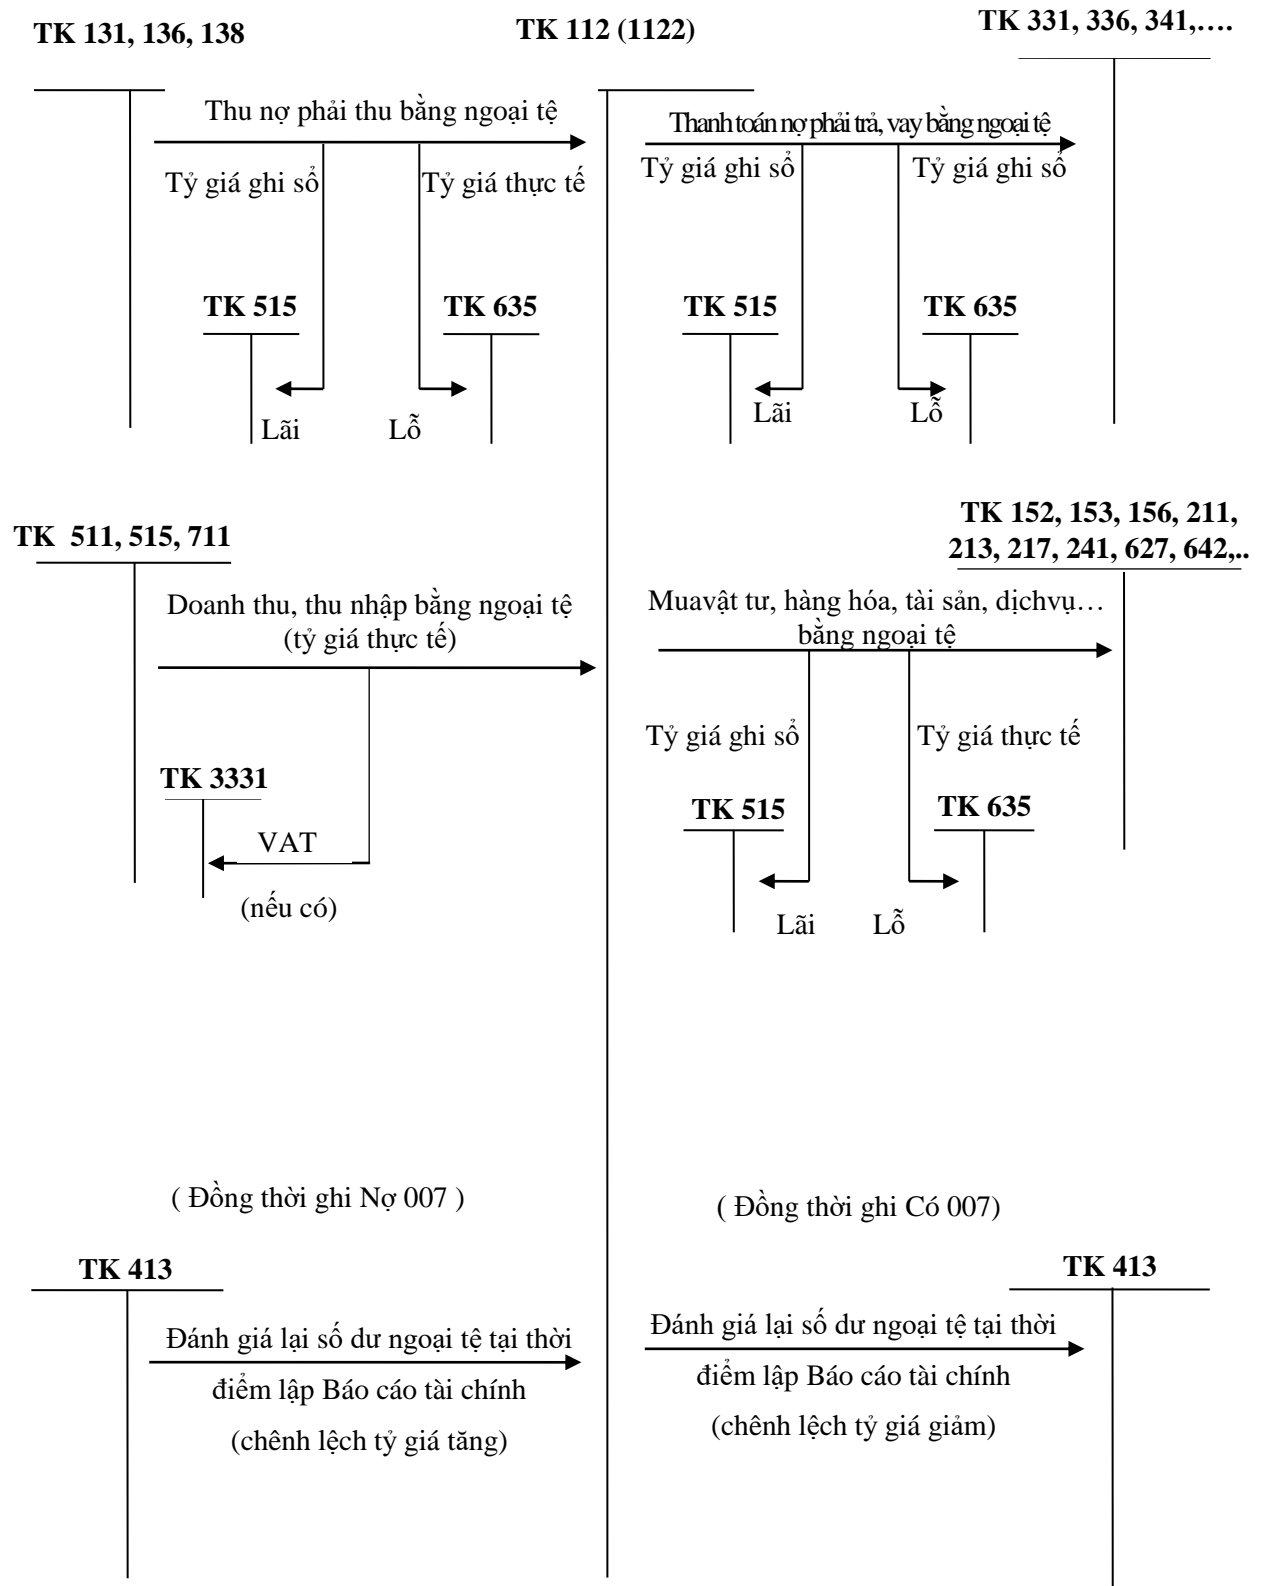 TK 131, 136, 138
TK 112 (1122)
TK 331, 336, 341,….
Thu nợ phải thu bằng ngoại tệ
Tỷ giá ghi sổ
Tỷ giá thực tế
TK 515
TK 635
Lãi
Lỗ
Thanh toán nợ phải trả, vay bằng ngoại tệ
Tỷ giá ghi sổ
Tỷ giá ghi sổ
TK 515
TK 635
Lãi
Lỗ
TK 511, 515, 711
Doanh thu, thu nhập bằng ngoại tệ
(tỷ giá thực tế)
TK 3331
VAT
(nếu có)
TK 152, 153, 156, 211,
213, 217, 241, 627, 642,..
Muavật tư, hàng hóa, tài sản, dịchvụ…
bằng ngoại tệ
Tỷ giá ghi sổ
Tỷ giá thực tế
TK 515
TK 635
Lãi
Lỗ
( Đồng thời ghi Nợ 007 )
( Đồng thời ghi Có 007)
TK 413
Đánh giá lại số dư ngoại tệ tại thời
điểm lập Báo cáo tài chính
(chênh lệch tỷ giá tăng)
TK 413
Đánh giá lại số dư ngoại tệ tại thời
điểm lập Báo cáo tài chính
(chênh lệch tỷ giá giảm)